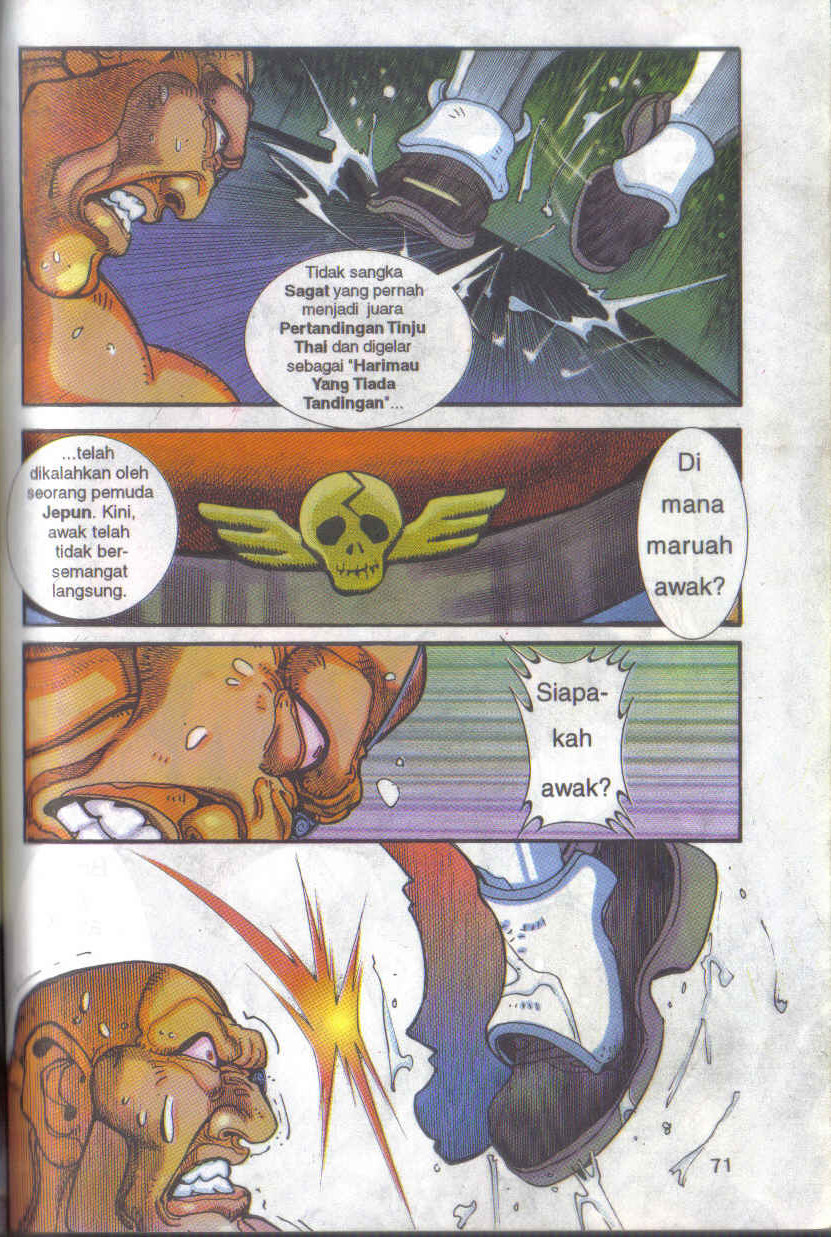 Tidak sangka
Sagat yang pernah
menjadi juara
Pertandingan Tinju
Thai dan digelar
sebagai "Harimau
Yang Tiada
Tandingan"...
...telah
dikalahkan oleh
seorang pemuda
Jepun. Kini,
awak telah
tidak ber-
semangat
langsung.
Di
mana
maruah
awak?
Siapa-
kah
awak?
71